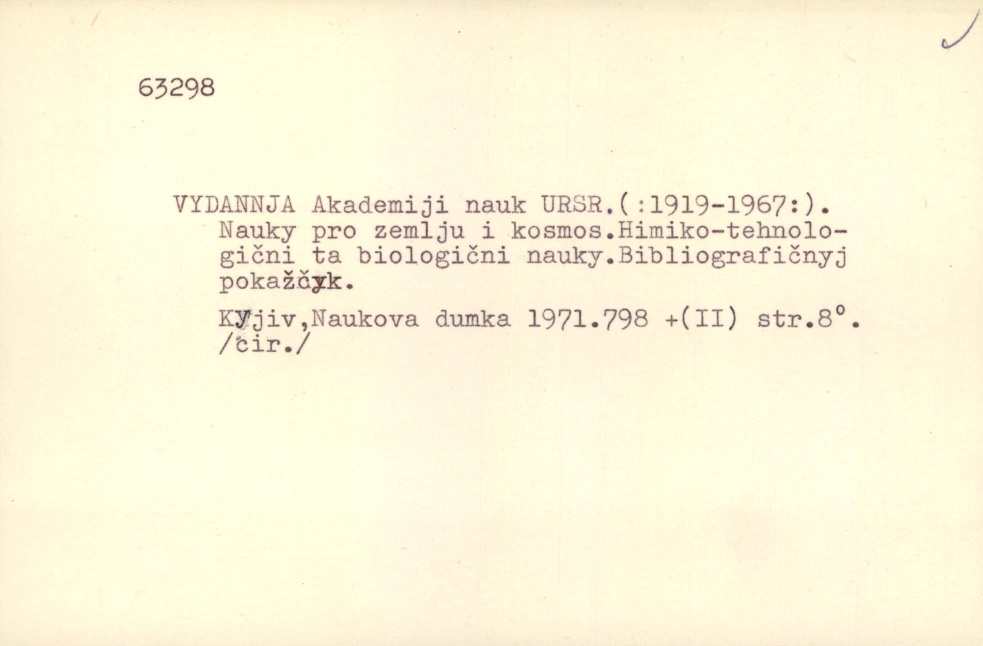 63298
VYDANNJA Akademiji nauk URSR.(:1919-1967:).
Nauky pro zemlju i kosmos.Himiko-tehnolo-
gični ta biologični nauky.Bibliografičnyj
pokažčyk.
Kyjiv,Naukova dumka 1971.798 +(II) str.8°.
/ćir./